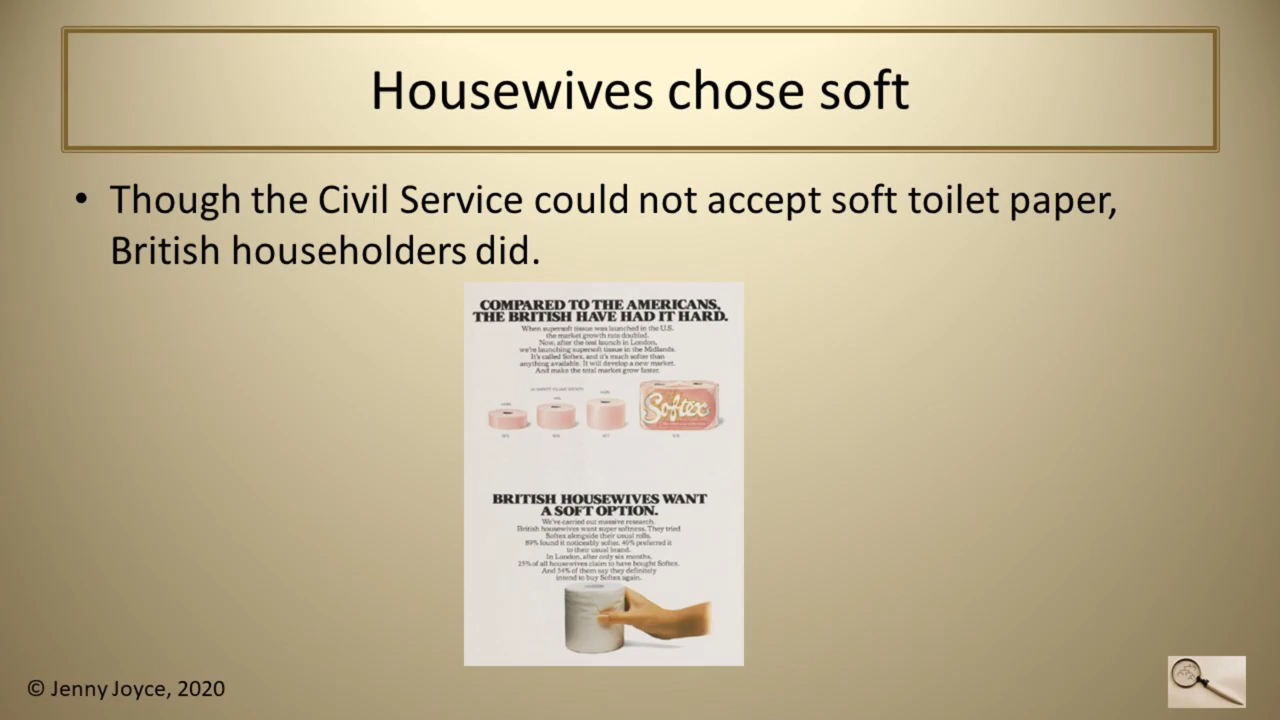 Housewives chose soft
• Though the Civil Service could not accept soft toilet paper,
British householders did.
COMPARED TO THE AMERICANS,
THE BRITISH HAVE HAD IT HARD.
When supersoft tissue was launched in the U.S.
the market growth rate doubled.
Now, after the test launch in London,
we're launching supersoft tissue in the Midlands.
It's called Softex, and it's much softer than
anything available. It will develop a new market.
And make the total market grow faster.
Softex
BRITISH HOUSEWIVES WANT
A SOFT OPTION.
We've carried out massive research.
British housewives want super softness. They tried
Softex alongside their usual rolls.
89% found it noticeably softer. 46% preferred it
to their usual brand.
In London, after only six months,
25% of all housewives claim to have bought Softex.
And 54% of them say they definitely
intend to buy Softex again.
© Jenny Joyce, 2020